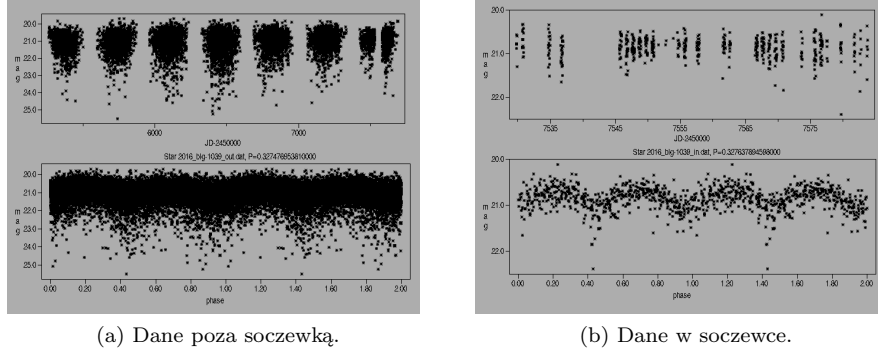 20.0
21.0
22.0
23.0
24.0
25.0
mag
6000 7000
JD-2450000
Star 2016_blg-1039_out.dat, P=0.327476953810000
20.0
21.0
22.0
23.0
24.0
25.0
mag
0.00 0.20 0.40 0.60 0.80 1.00 1.20 1.40 1.60 1.80 2.00
phase
(a) Dane poza soczewką.
20.0
21.0
22.0
mag
7535 7545 7555 7565 7575
JD-2450000
Star 2016_blg-1039_in.dat, P=0.327637894598000
20.0
21.0
22.0
mag
0.00 0.20 0.40 0.60 0.80 1.00 1.20 1.40 1.60 1.80 2.00
phase
(b) Dane w soczewce.